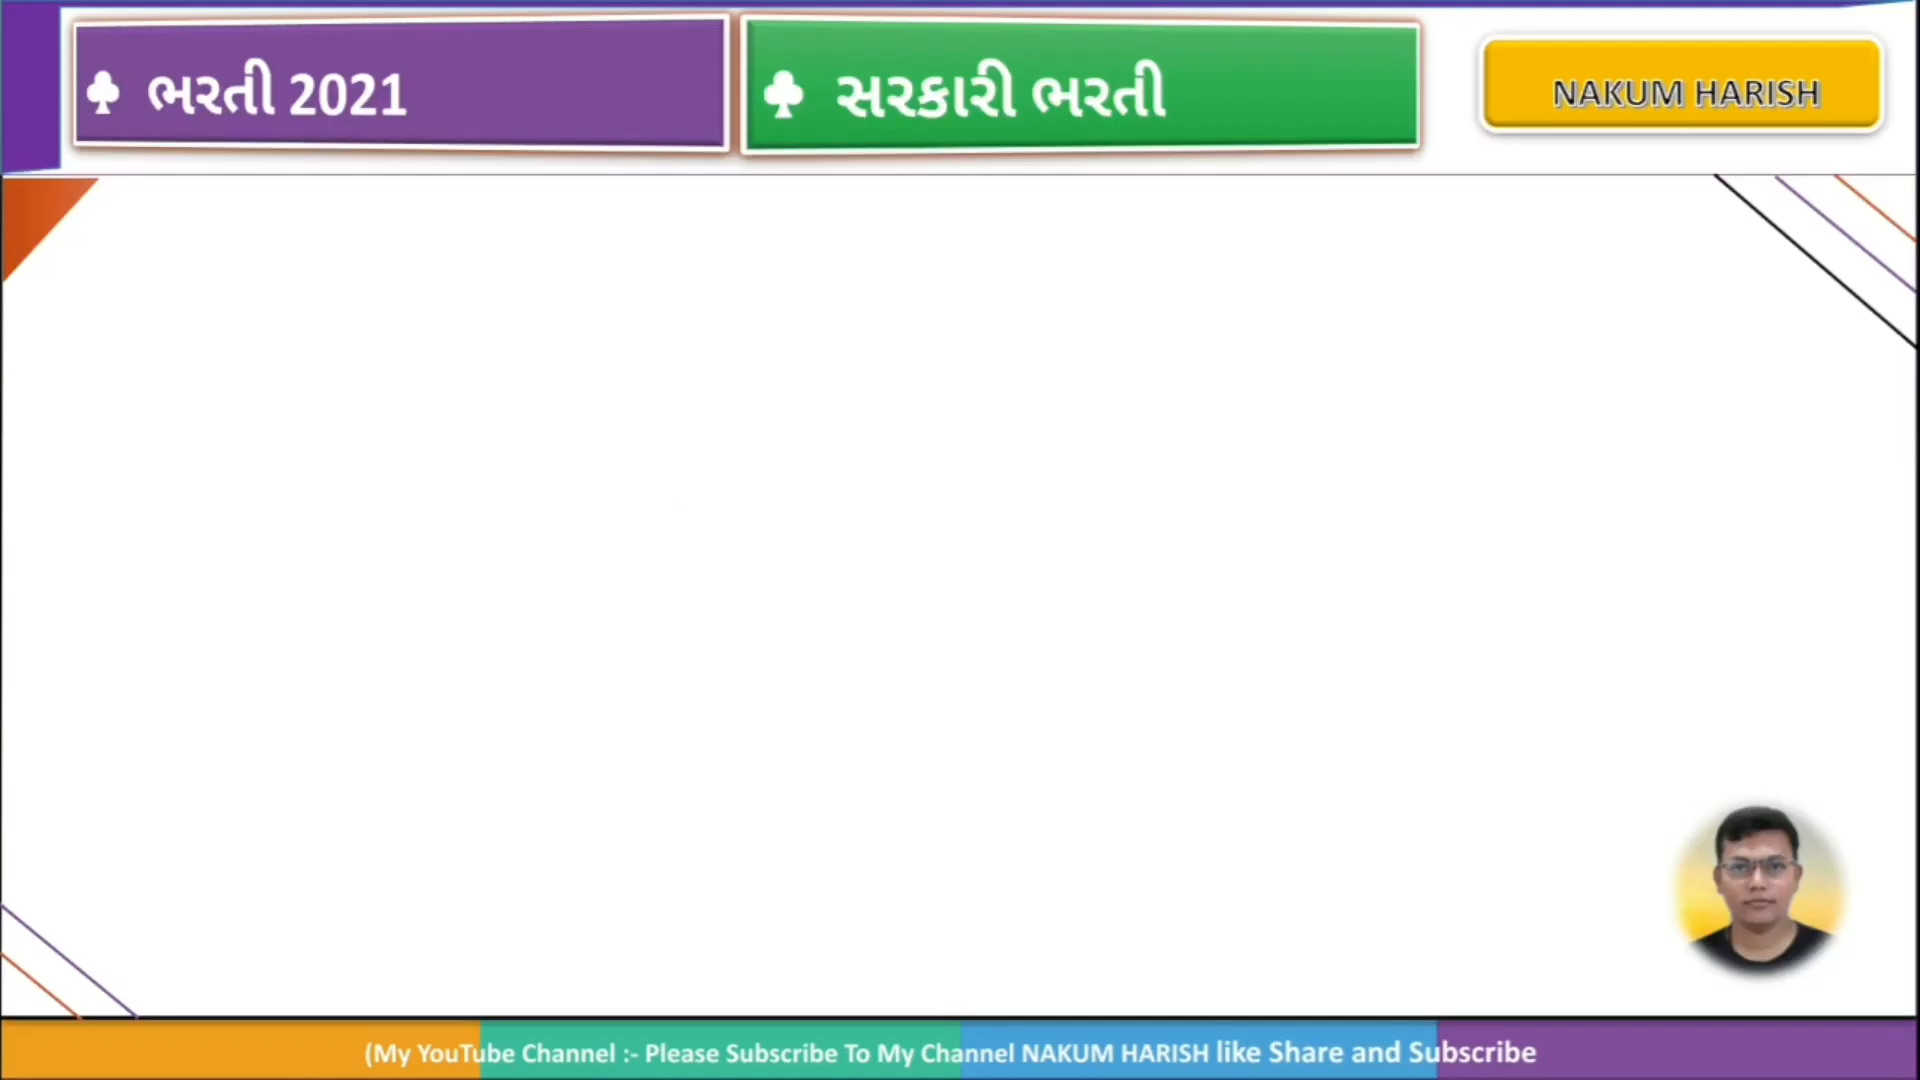 ♣ ભરતી 2021
♣ સરકારી ભરતી
NAKUM HARISH
(My YouTube Channel :- Please Subscribe To My Channel NAKUM HARISH like Share and Subscribe